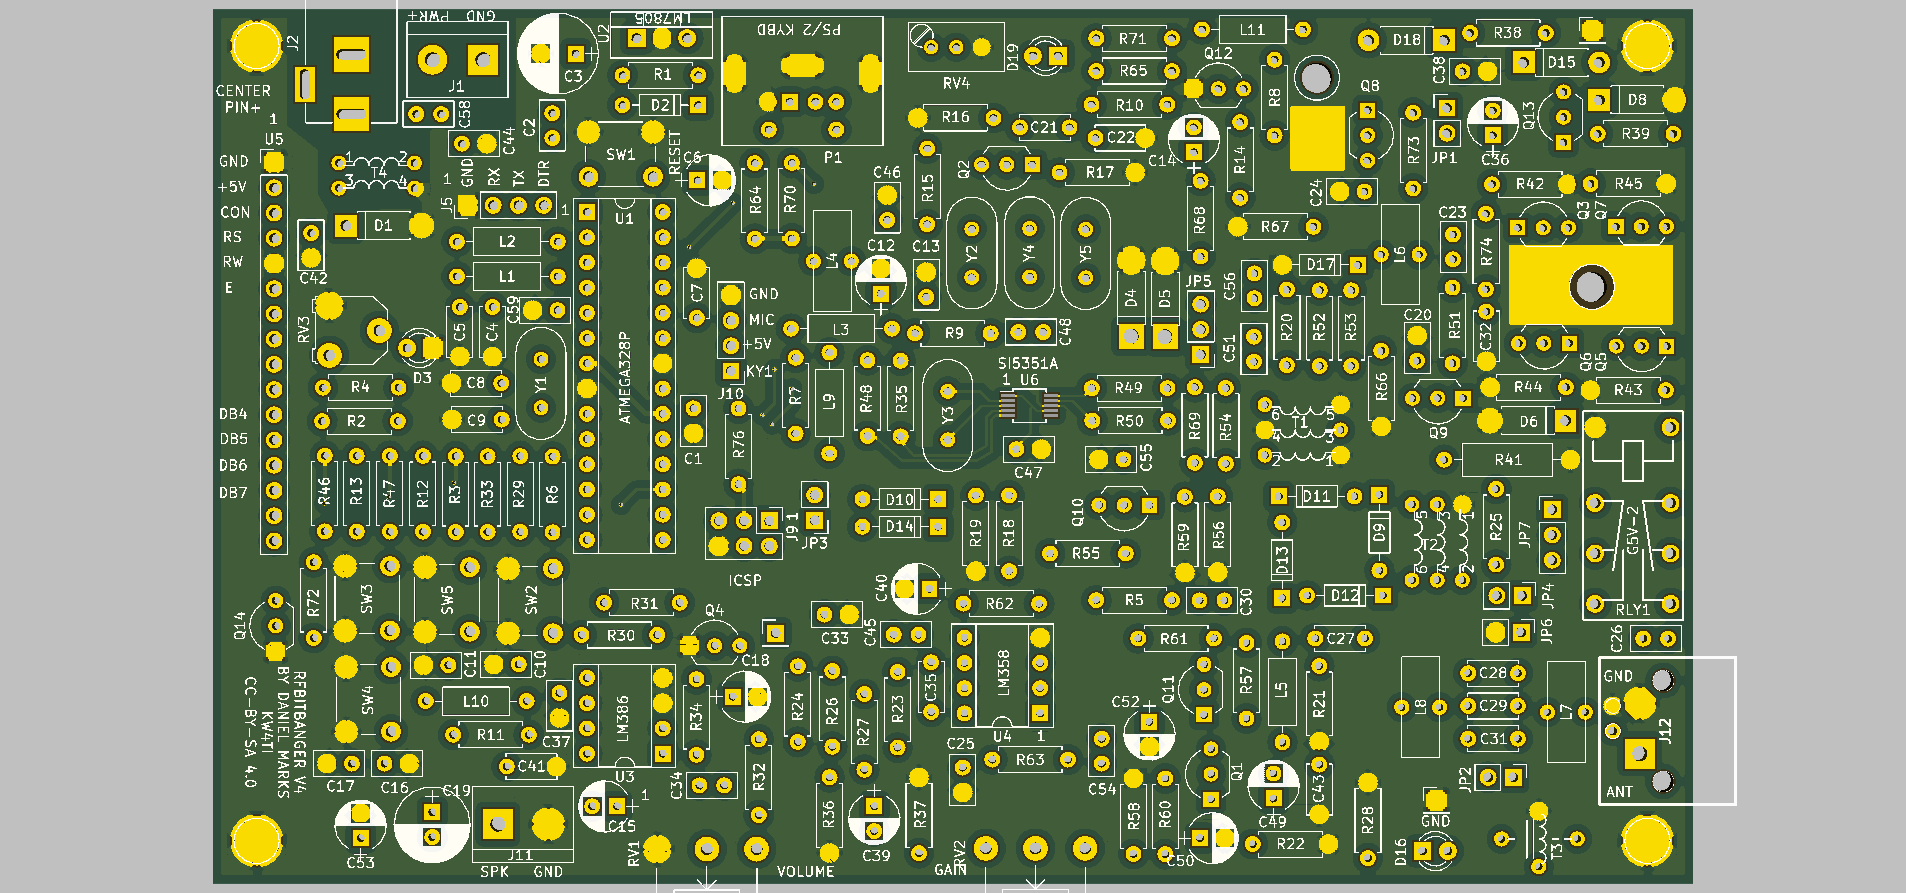 J2
PWR+ GND
J1
CENTER
PIN+
1
U5
C58
C44
C3
C2
U2
LM7805
R1
D2
PS/2 KYBD
P1
RV4
D19
R71
R65
R10
R16
C21
C22
C14
Q12
L11
R8
R14
Q8
D18
R38
D15
C38
D8
Q13
R39
C36
JP1
R73
GND
+5V
CON
RS
RW
E
DB4
DB5
DB6
DB7
1 2
3 4
T4
GND
RX
TX
DTR
1
J5
SW1
RESET
C6
U1
1
R64
R70
C46
R15
Q2
R17
R68
C24
R67
R42
R45
Q3
Q7
C23
R74
L6
D1
C42
L2
L1
C59
C7
L4
C12
C13
Y2
Y4
Y5
D4
D5
JP5
C56
D17
R20
R52
R53
R51
C32
C20
C51
RV3
D3
C5
C4
Y1
ATMEGA328P
GND
MIC
+5V
KY1
J10
L3
R9
C48
SI5351A
1 U6
Q6
Q5
R4
R2
C8
C9
R7
L9
R48
R35
Y3
R49
R50
R69
R54
R66
Q9
R44
R43
D6
6 5
4 3
2 1
T1
C1
R76
C47
C55
R41
R46
R13
R47
R12
R3
R33
R29
R6
D10
D14
R19
R18
Q10
R59
R56
D11
D9
D13
D12
5 3 1
T2
6 4 2
R25
JP7
G5V-2
RLY1
J9 1
JP3
ICSP
R55
R72
SW3
SW5
SW2
Q14
R31
R30
Q4
C33
C45
C40
R62
R5
C30
R61
C27
JP4
JP6
C26
C11
C10
C18
SW4
L10
R11
C37
C41
LM386
U3
R34
R24
R26
R27
R23
C35
LM358
U4 1
Q11
R57
L5
R21
C28
C29
C31
L8
L7
GND
J12
ANT
RFBITBANGER V4
BY DANIEL MARKS
KW4TI
CC-BY-SA 4.0
C17
C16
C19
C53
C15
1
C34
R32
R36
C39
R37
C25
R63
C52
C54
R58
R60
Q1
C49
C43
C50
R22
R28
JP2
GND
D16
T3
J11
SPK GND
RV1
VOLUME
GAIN
RV2